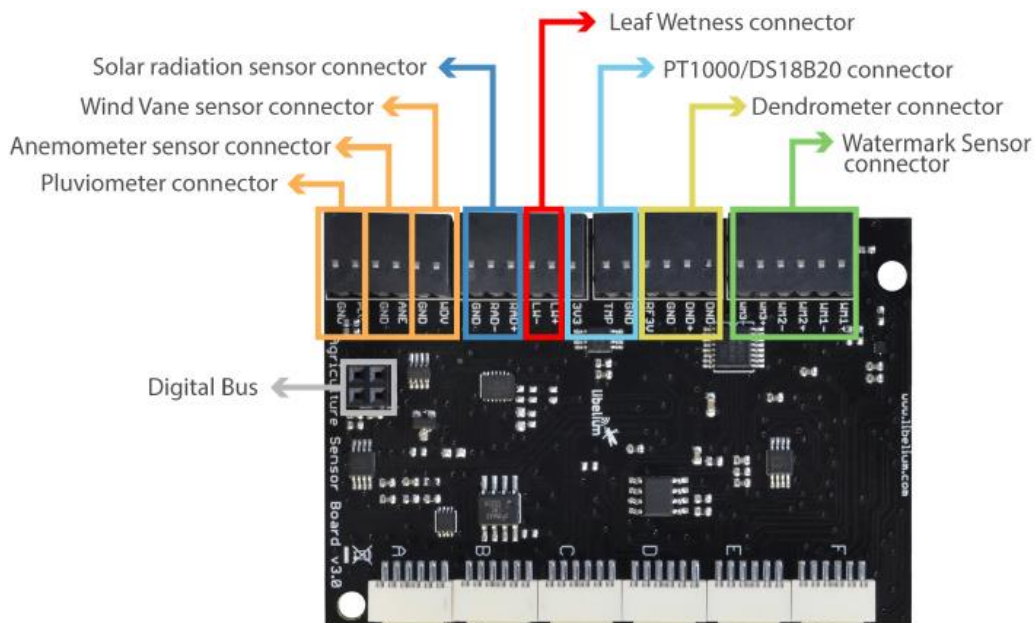 Leaf Wetness connector
Solar radiation sensor connector
PT1000/DS18B20 connector
Wind Vane sensor connector
Dendrometer connector
Anemometer sensor connector
Watermark Sensor
connector
Pluviometer connector
GND
GND
ANE
GND
WDV
GND
RAD-
RAD+
LW-
LW+
3V3
TMP
GND
GND
DND+
DND-
WM3-
WM3+
WM2-
WM2+
WM1-
WM1+
Digital Bus
Agriculture Sensor Board v3.0
libelium
www.libelium.com
A
B
C
D
E
F